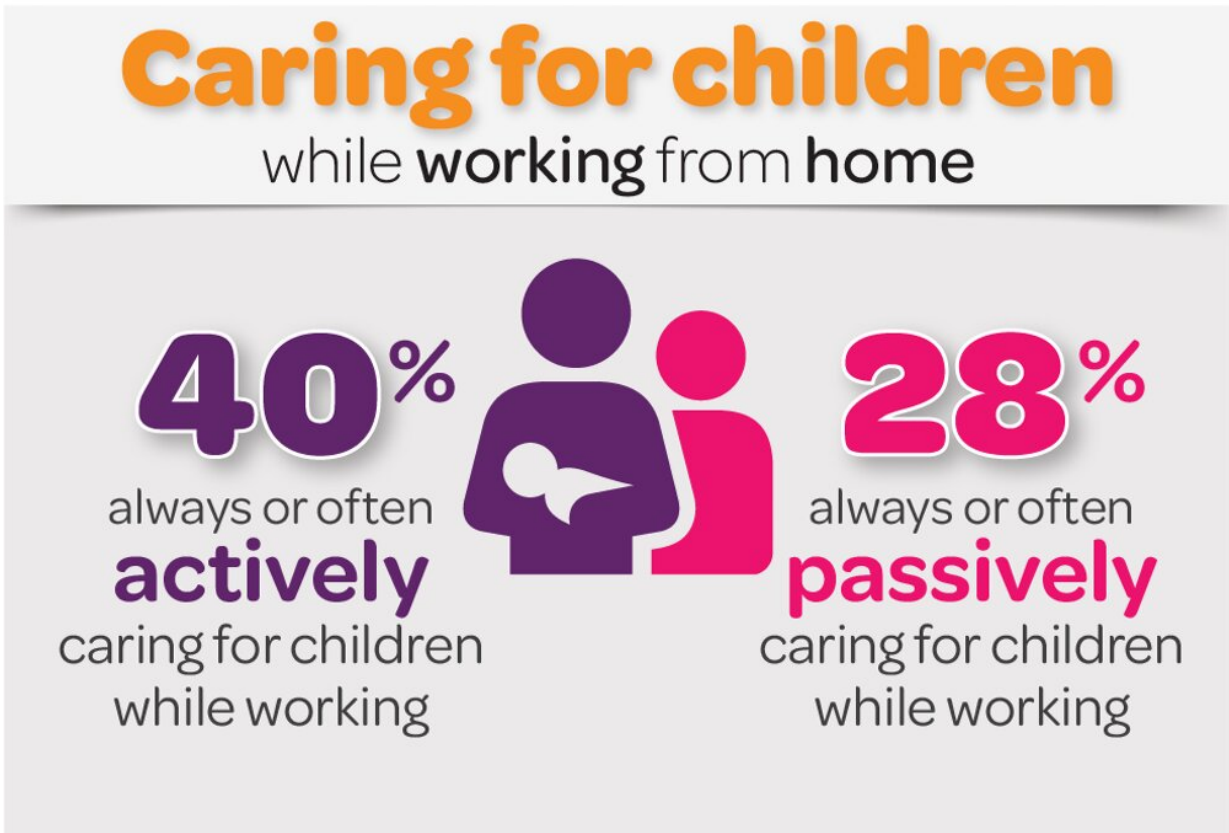 Caring for children
while working from home
40%
always or often
actively
caring for children
while working
28%
always or often
passively
caring for children
while working